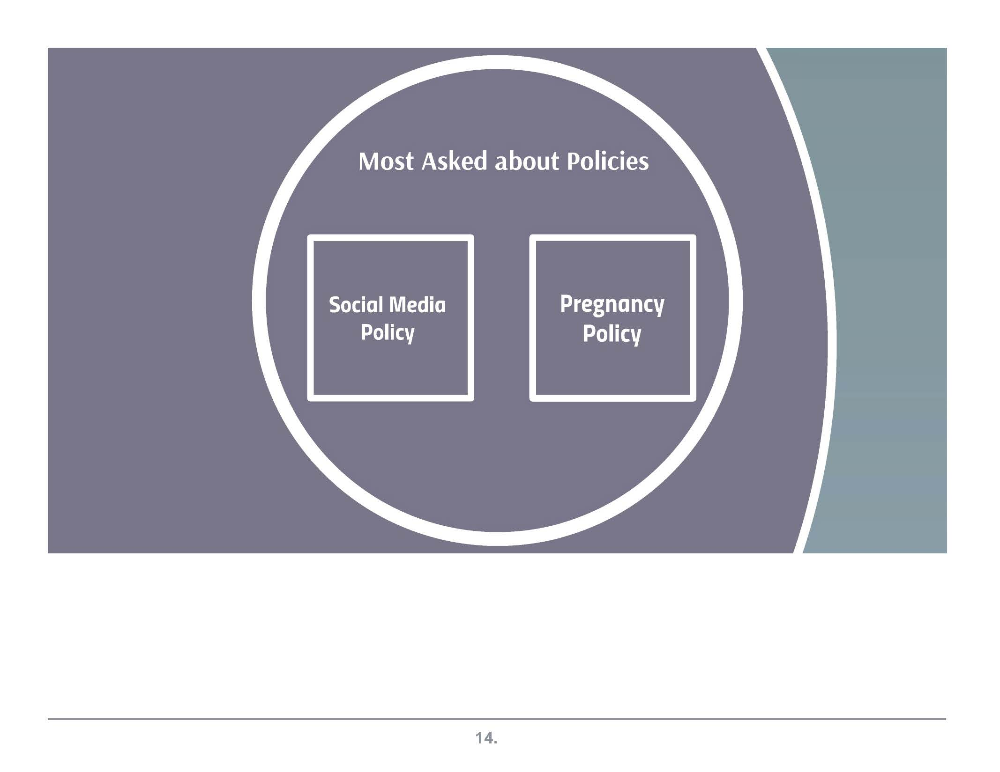 Most Asked about Policies
Social Media
Policy
Pregnancy
Policy
14.